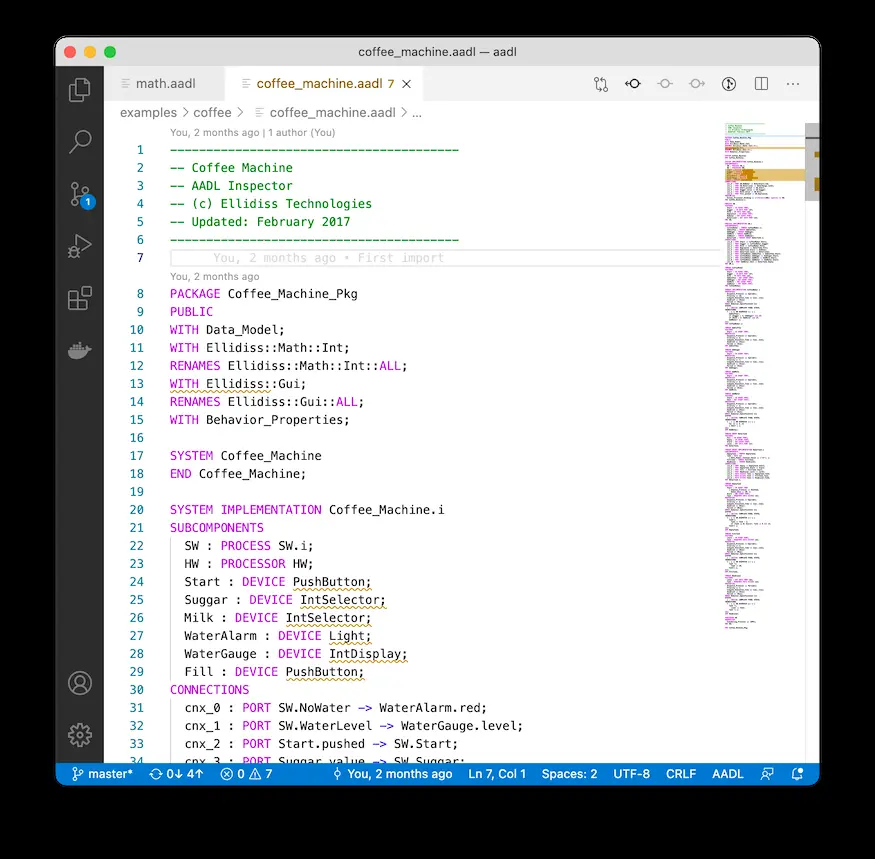 coffee_machine.aadl — aadl
math.aadl
coffee_machine.aadl 7
examples > coffee > coffee_machine.aadl > ...
You, 2 months ago | 1 author (You)
1 ----------------------------------------
2 -- Coffee Machine
3 -- AADL Inspector
4 -- (c) Ellidiss Technologies
5 -- Updated: February 2017
6 ----------------------------------------
7 You, 2 months ago • First import
You, 2 months ago
8 PACKAGE Coffee_Machine_Pkg
9 PUBLIC
10 WITH Data_Model;
11 WITH Ellidiss::Math::Int;
12 RENAMES Ellidiss::Math::Int::ALL;
13 WITH Ellidiss::Gui;
14 RENAMES Ellidiss::Gui::ALL;
15 WITH Behavior_Properties;
16
17 SYSTEM Coffee_Machine
18 END Coffee_Machine;
19
20 SYSTEM IMPLEMENTATION Coffee_Machine.i
21 SUBCOMPONENTS
22 SW : PROCESS SW.i;
23 HW : PROCESSOR HW;
24 Start : DEVICE PushButton;
25 Suggar : DEVICE IntSelector;
26 Milk : DEVICE IntSelector;
27 WaterAlarm : DEVICE Light;
28 WaterGauge : DEVICE IntDisplay;
29 Fill : DEVICE PushButton;
30 CONNECTIONS
31 cnx_0 : PORT SW.NoWater -> WaterAlarm.red;
32 cnx_1 : PORT SW.WaterLevel -> WaterGauge.level;
33 cnx_2 : PORT Start.pushed -> SW.Start;
34 cnx_3 : PORT Suggar.value -> SW.Suggar;
1
master* 0↓ 4↑ 0 7 You, 2 months ago Ln 7, Col 1 Spaces: 2 UTF-8 CRLF AADL